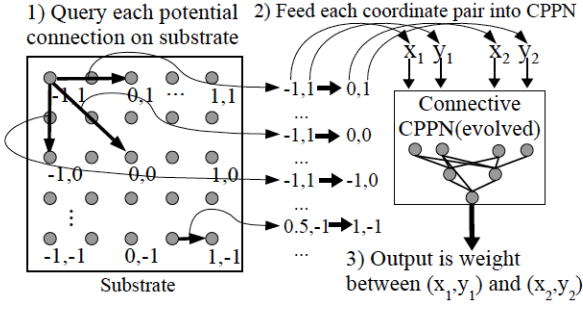 1) Query each potential
connection on substrate
-1,1 0,1 ... 1,1
-1,0 0,0 1,0
...
-1,-1 0,-1 1,-1
Substrate
2) Feed each coordinate pair into CPPN
-1,1 0,1
...
-1,1 0,0
...
-1,1 -1,0
...
0.5,-1 1,-1
...
x1 y1 x2 y2
Connective
CPPN(evolved)
3) Output is weight
between (x1,y1) and (x2,y2)